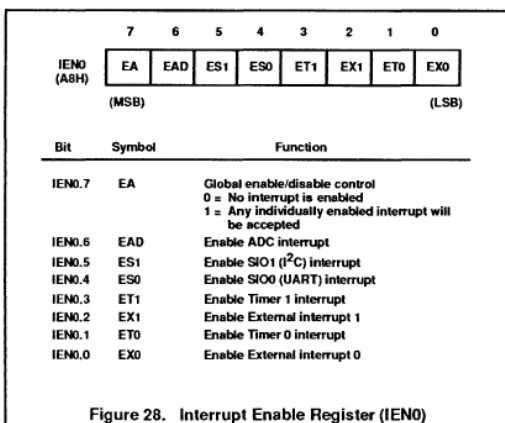 7 6 5 4 3 2 1 0
IEN0 (A8H) EA EAD ES1 ES0 ET1 EX1 ET0 EX0
(MSB) (LSB)
Bit Symbol Function
IEN0.7 EA Global enable/disable control
0 = No interrupt is enabled
1 = Any individually enabled interrupt will
be accepted
IEN0.6 EAD Enable ADC interrupt
IEN0.5 ES1 Enable SIO1 (I²C) interrupt
IEN0.4 ES0 Enable SIO0 (UART) interrupt
IEN0.3 ET1 Enable Timer 1 interrupt
IEN0.2 EX1 Enable External interrupt 1
IEN0.1 ET0 Enable Timer 0 interrupt
IEN0.0 EX0 Enable External interrupt 0
Figure 28. Interrupt Enable Register (IEN0)